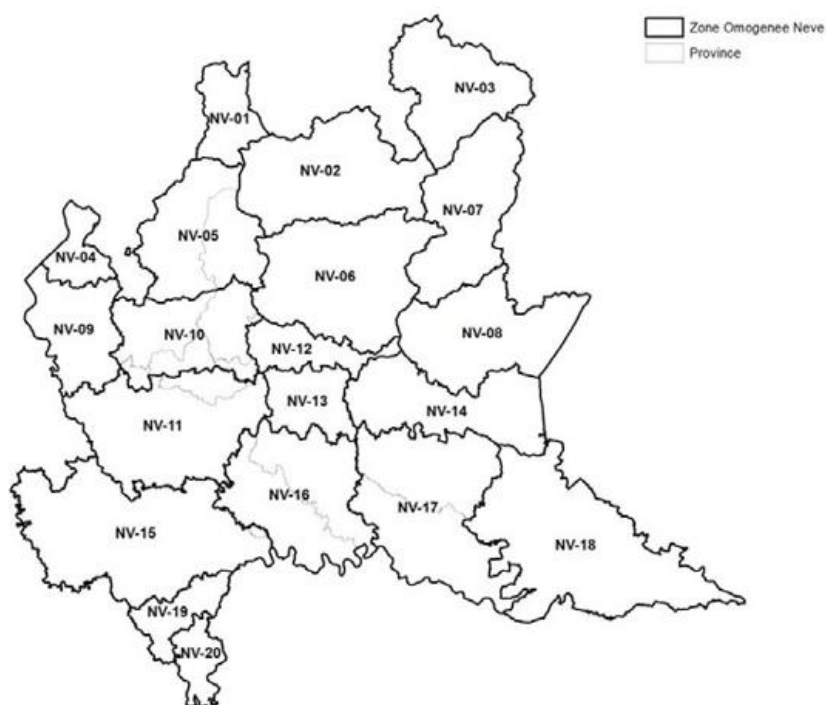 Zone Omogenee Neve
Province
NV-03
NV-01
NV-02
NV-07
NV-05
NV-04
NV-06
NV-09
NV-10
NV-08
NV-12
NV-13
NV-14
NV-11
NV-16
NV-17
NV-15
NV-18
NV-19
NV-20